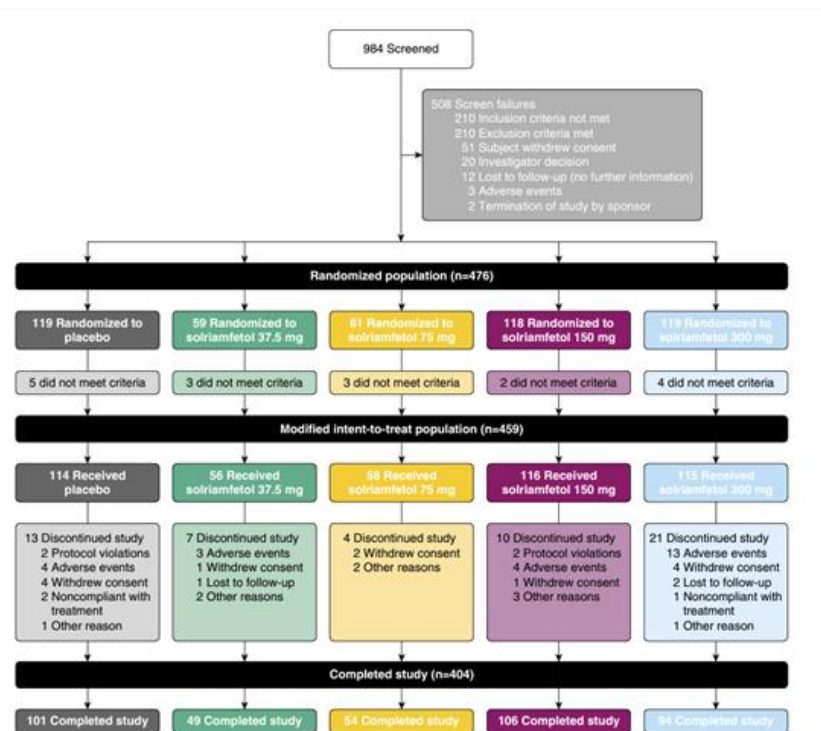 984 Screened
508 Screen failures
210 Inclusion criteria not met
210 Exclusion criteria met
51 Subject withdrew consent
20 Investigator decision
12 Lost to follow-up (no further information)
3 Adverse events
2 Termination of study by sponsor
Randomized population (n=476)
119 Randomized to
placebo
59 Randomized to
solriamfetol 37.5 mg
61 Randomized to
solriamfetol 75 mg
118 Randomized to
solriamfetol 150 mg
119 Randomized to
solriamfetol 300 mg
5 did not meet criteria
3 did not meet criteria
3 did not meet criteria
2 did not meet criteria
4 did not meet criteria
Modified intent-to-treat population (n=459)
114 Received
placebo
56 Received
solriamfetol 37.5 mg
58 Received
solriamfetol 75 mg
116 Received
solriamfetol 150 mg
115 Received
solriamfetol 300 mg
13 Discontinued study
2 Protocol violations
4 Adverse events
4 Withdrew consent
2 Noncompliant with
treatment
1 Other reason
7 Discontinued study
3 Adverse events
1 Withdrew consent
1 Lost to follow-up
2 Other reasons
4 Discontinued study
2 Withdrew consent
2 Other reasons
10 Discontinued study
2 Protocol violations
4 Adverse events
1 Withdrew consent
3 Other reasons
21 Discontinued study
13 Adverse events
4 Withdrew consent
2 Lost to follow-up
1 Noncompliant with
treatment
1 Other reason
Completed study (n=404)
101 Completed study
49 Completed study
54 Completed study
106 Completed study
94 Completed study